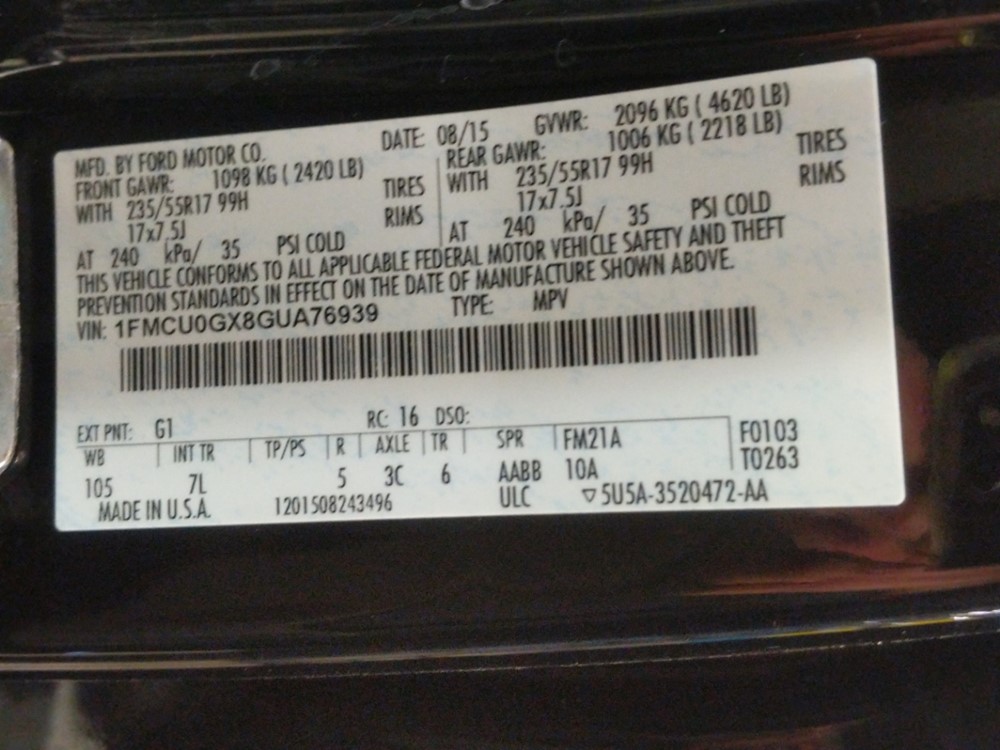 MFD. BY FORD MOTOR CO. DATE: 08/15 GVWR: 2096 KG ( 4620 LB)
FRONT GAWR: 1098 KG ( 2420 LB) REAR GAWR: 1006 KG ( 2218 LB)
WITH 235/55R17 99H TIRES WITH 235/55R17 99H TIRES
17x7.5J RIMS 17x7.5J RIMS
AT 240 kPa/ 35 PSI COLD AT 240 kPa/ 35 PSI COLD
THIS VEHICLE CONFORMS TO ALL APPLICABLE FEDERAL MOTOR VEHICLE SAFETY AND THEFT
PREVENTION STANDARDS IN EFFECT ON THE DATE OF MANUFACTURE SHOWN ABOVE.
VIN: 1FMCU0GX8GUA76939 TYPE: MPV
EXT PNT: G1 RC: 16 DSO:
WB INT TR TP/PS R AXLE TR SPR FM21A F0103
105 7L 5 3C 6 AABB 10A T0263
MADE IN U.S.A. 1201508243496 ULC ▽5U5A-3520472-AA